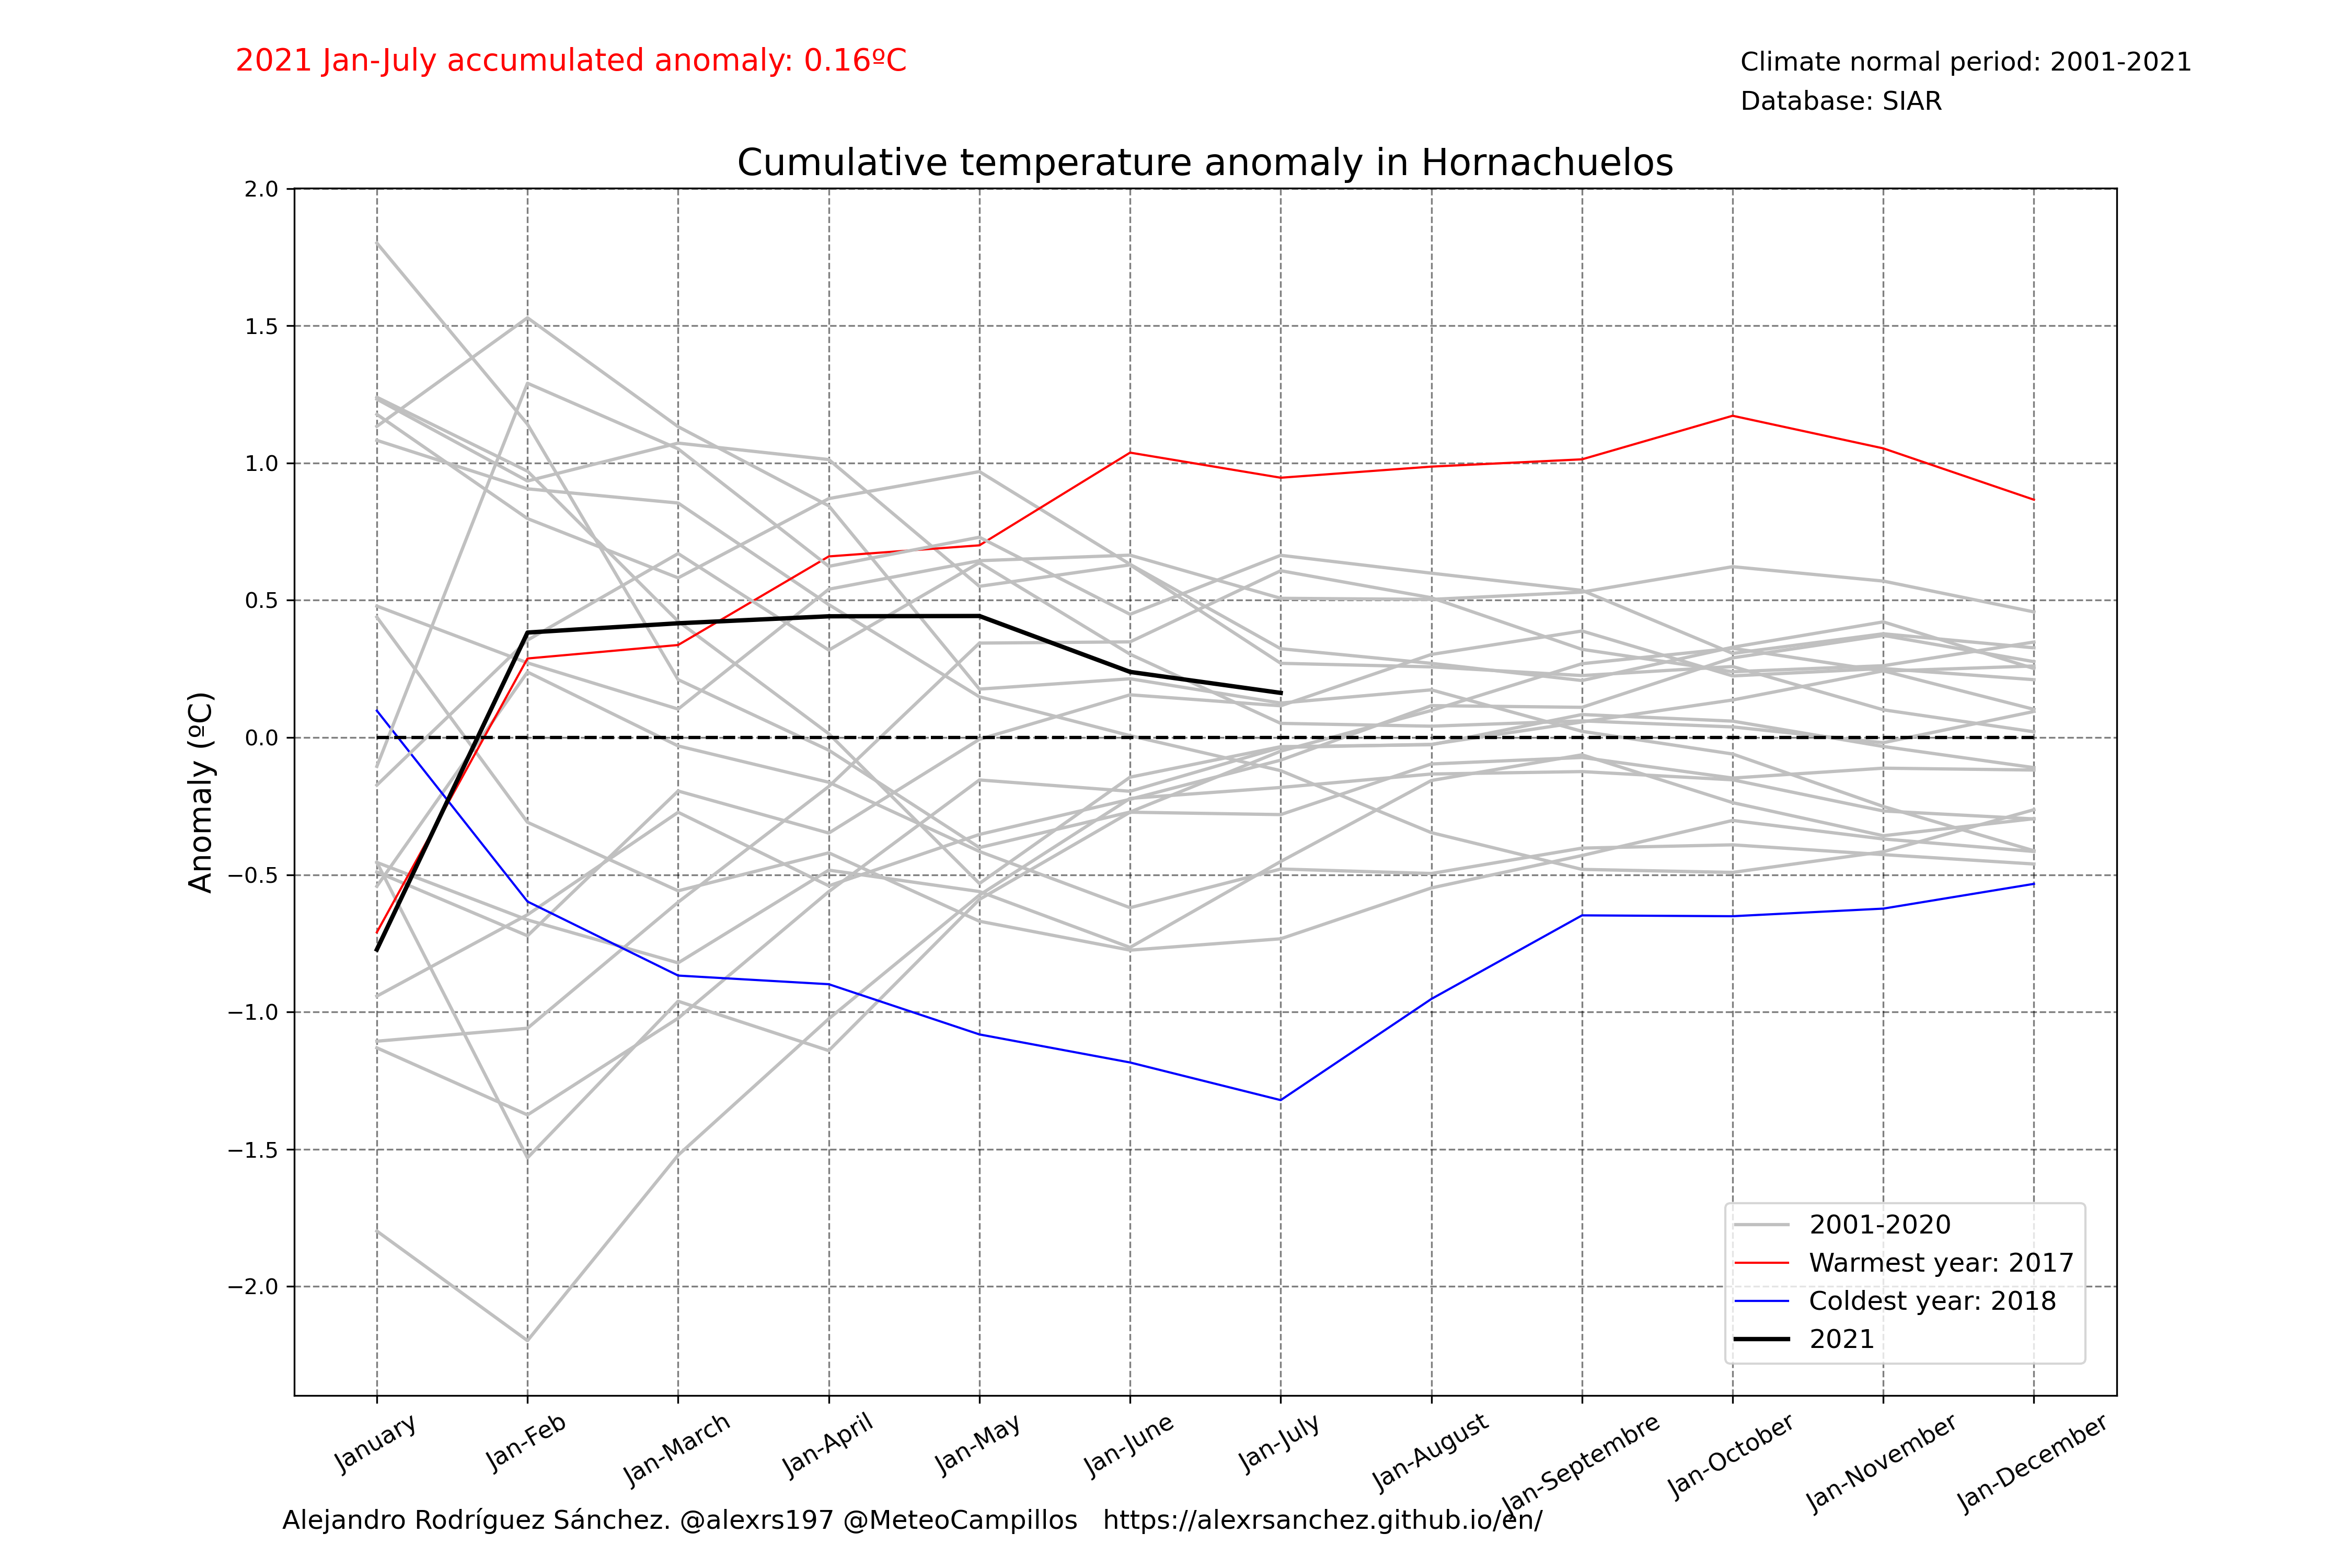 2021 Jan-July accumulated anomaly: 0.16ºC
Climate normal period: 2001-2021
Database: SIAR
Cumulative temperature anomaly in Hornachuelos
Anomaly (ºC)
2.0
1.5
1.0
0.5
0.0
−0.5
−1.0
−1.5
−2.0
2001-2020
Warmest year: 2017
Coldest year: 2018
2021
January
Jan-Feb
Jan-March
Jan-April
Jan-May
Jan-June
Jan-July
Jan-August
Jan-Septembre
Jan-October
Jan-November
Jan-December
Alejandro Rodríguez Sánchez. @alexrs197 @MeteoCampillos   https://alexrsanchez.github.io/en/